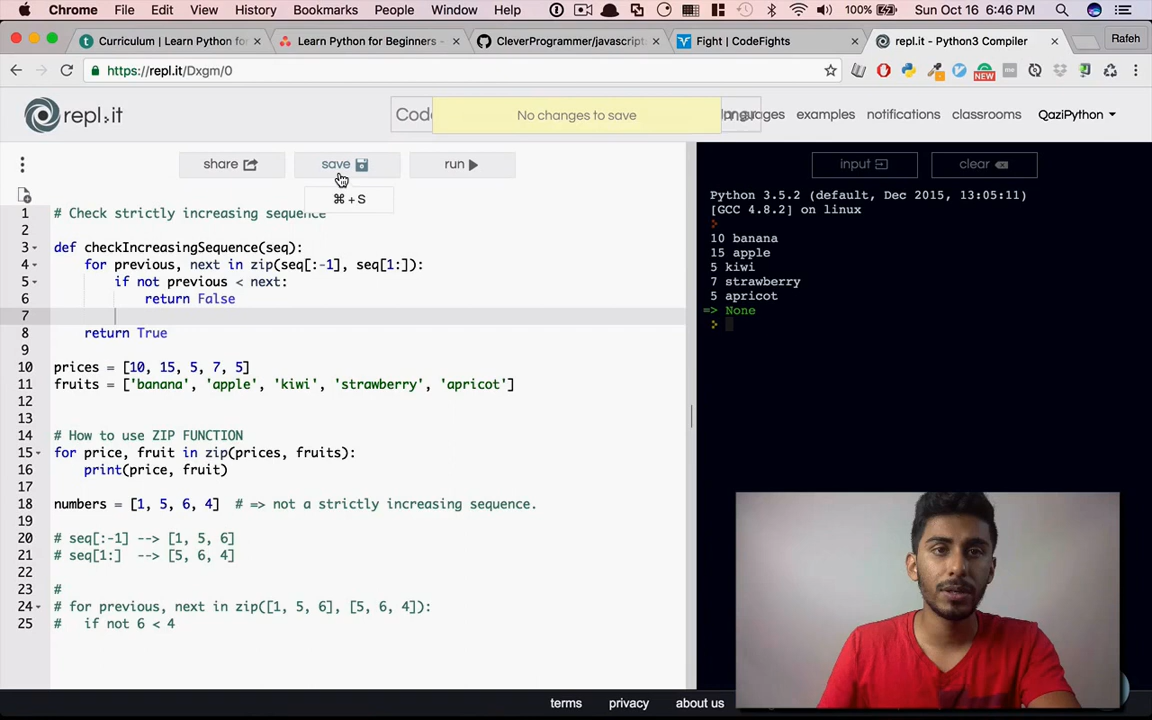 Chrome File Edit View History Bookmarks People Window Help 100% Sun Oct 16 6:46 PM
Curriculum | Learn Python for
Learn Python for Beginners -
CleverProgrammer/javascript
Fight | CodeFights
repl.it - Python3 Compiler
Rafeh
https://repl.it/Dxgm/0
NEW
repl.it
No changes to save
examples notifications classrooms QaziPython
share save run input clear
⌘ + S
1 # Check strictly increasing sequence
2
3 def checkIncreasingSequence(seq):
4 for previous, next in zip(seq[:-1], seq[1:]):
5 if not previous < next:
6 return False
7
8 return True
9
10 prices = [10, 15, 5, 7, 5]
11 fruits = ['banana', 'apple', 'kiwi', 'strawberry', 'apricot']
12
13
14 # How to use ZIP FUNCTION
15 for price, fruit in zip(prices, fruits):
16 print(price, fruit)
17
18 numbers = [1, 5, 6, 4] # => not a strictly increasing sequence.
19
20 # seq[:-1] --> [1, 5, 6]
21 # seq[1:] --> [5, 6, 4]
22
23 #
24 # for previous, next in zip([1, 5, 6], [5, 6, 4]):
25 # if not 6 < 4
Python 3.5.2 (default, Dec 2015, 13:05:11)
[GCC 4.8.2] on linux
10 banana
15 apple
5 kiwi
7 strawberry
5 apricot
=> None
terms privacy about us